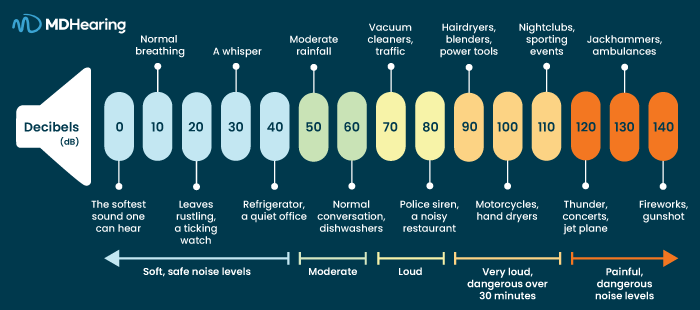 MDHearing
Normal
breathing
A whisper
Moderate
rainfall
Vacuum
cleaners,
traffic
Hairdryers,
blenders,
power tools
Nightclubs,
sporting
events
Jackhammers,
ambulances
Decibels
(dB)
0
10
20
30
40
50
60
70
80
90
100
110
120
130
140
The softest
sound one
can hear
Leaves
rustling,
a ticking
watch
Refrigerator,
a quiet office
Normal
conversation,
dishwashers
Police siren,
a noisy
restaurant
Motorcycles,
hand dryers
Thunder,
concerts,
jet plane
Fireworks,
gunshot
Soft, safe noise levels
Moderate
Loud
Very loud,
dangerous over
30 minutes
Painful,
dangerous
noise levels